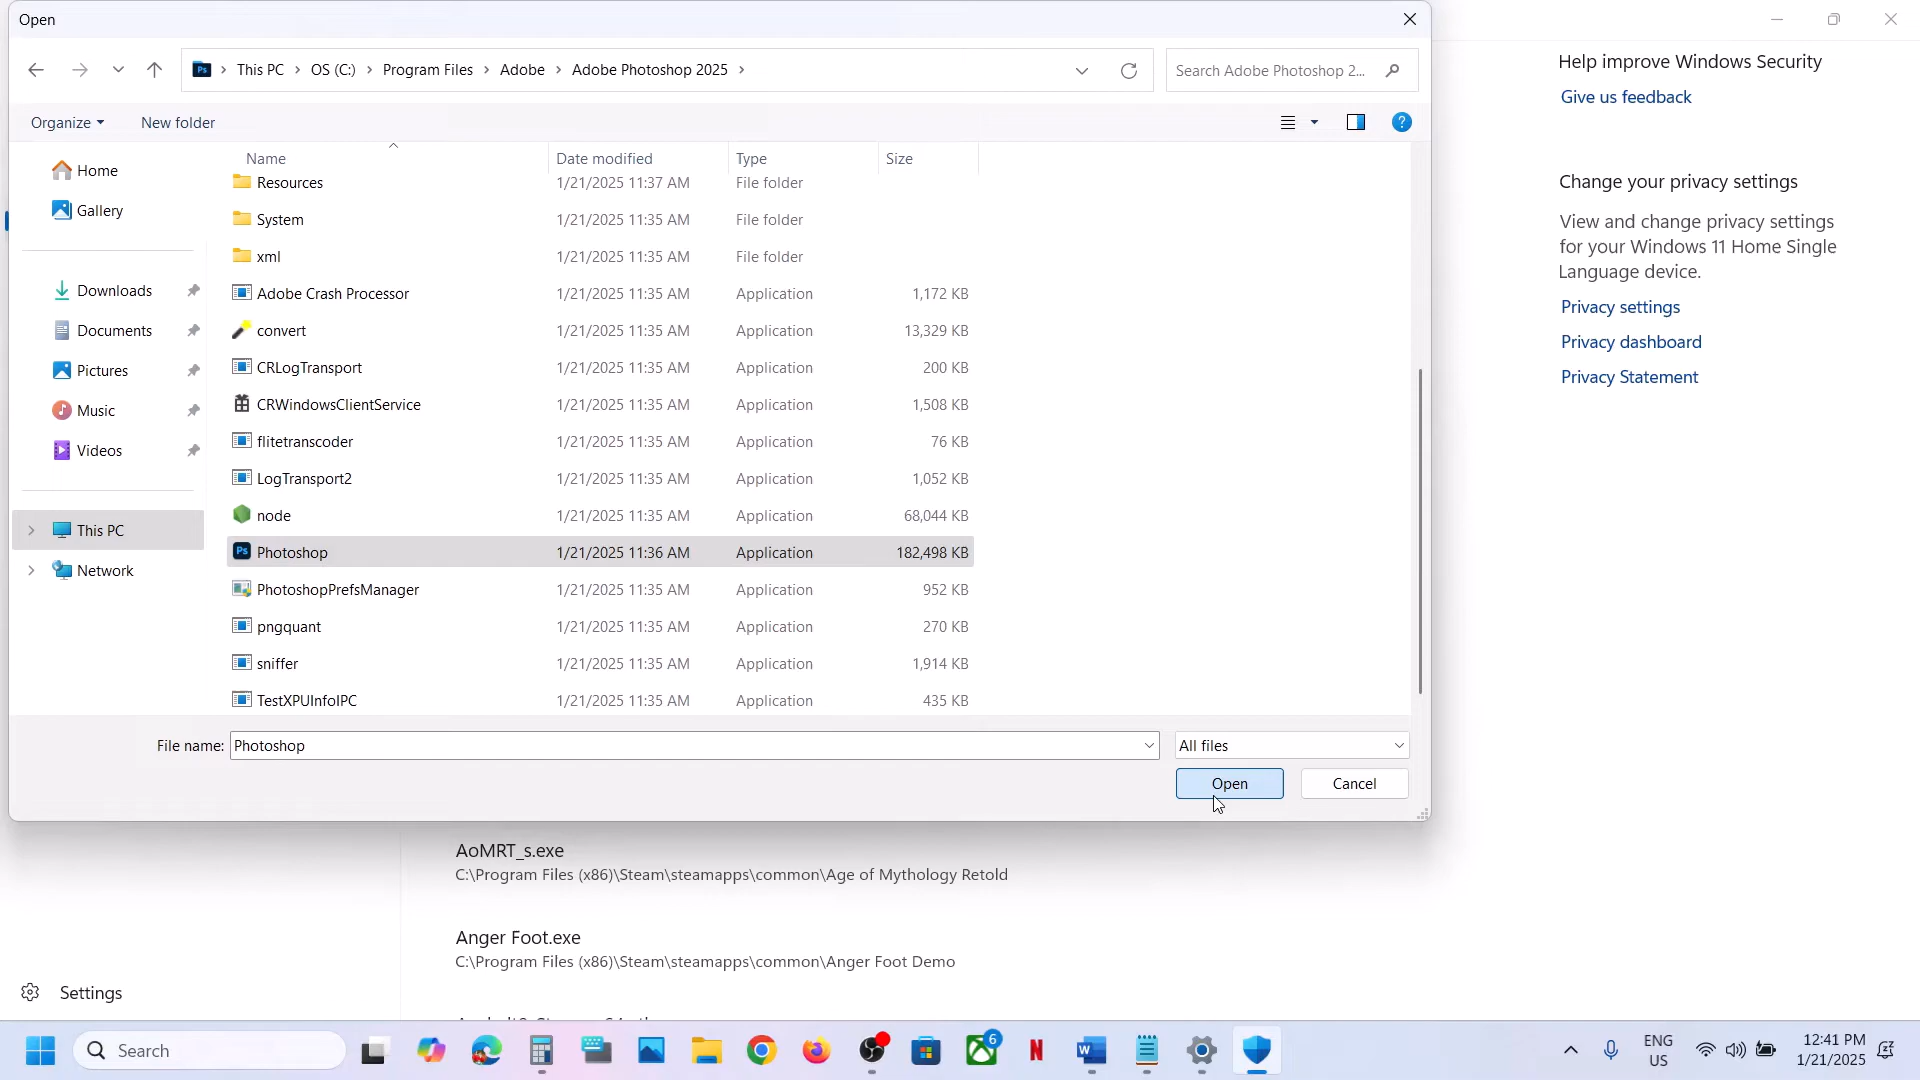 Open
Ps > This PC > OS (C:) > Program Files > Adobe > Adobe Photoshop 2025 >
Search Adobe Photoshop 2...
Organize
New folder
?
Name
Date modified
Type
Size
Home
Gallery
Downloads
Documents
Pictures
Music
Videos
This PC
Network
Resources 1/21/2025 11:37 AM File folder
System 1/21/2025 11:35 AM File folder
xml 1/21/2025 11:35 AM File folder
Adobe Crash Processor 1/21/2025 11:35 AM Application 1,172 KB
convert 1/21/2025 11:35 AM Application 13,329 KB
CRLogTransport 1/21/2025 11:35 AM Application 200 KB
CRWindowsClientService 1/21/2025 11:35 AM Application 1,508 KB
flitetranscoder 1/21/2025 11:35 AM Application 76 KB
LogTransport2 1/21/2025 11:35 AM Application 1,052 KB
node 1/21/2025 11:35 AM Application 68,044 KB
Ps Photoshop 1/21/2025 11:36 AM Application 182,498 KB
PhotoshopPrefsManager 1/21/2025 11:35 AM Application 952 KB
pngquant 1/21/2025 11:35 AM Application 270 KB
sniffer 1/21/2025 11:35 AM Application 1,914 KB
TestXPUInfoIPC 1/21/2025 11:35 AM Application 435 KB
File name: Photoshop
All files
Open
Cancel
Help improve Windows Security
Give us feedback
Change your privacy settings
View and change privacy settings
for your Windows 11 Home Single
Language device.
Privacy settings
Privacy dashboard
Privacy Statement
AoMRT_s.exe
C:\Program Files (x86)\Steam\steamapps\common\Age of Mythology Retold
Anger Foot.exe
C:\Program Files (x86)\Steam\steamapps\common\Anger Foot Demo
Settings
Search
6
N
W
ENG
US
12:41 PM
1/21/2025